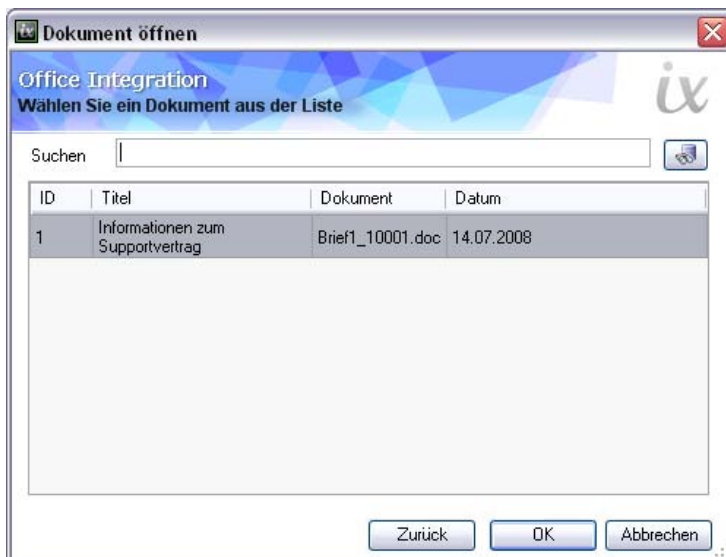 ix Dokument öffnen
Office Integration
Wählen Sie ein Dokument aus der Liste
ix
Suchen
ID Titel Dokument Datum
1 Informationen zum Supportvertrag Brief1_10001.doc 14.07.2008
Zurück OK Abbrechen